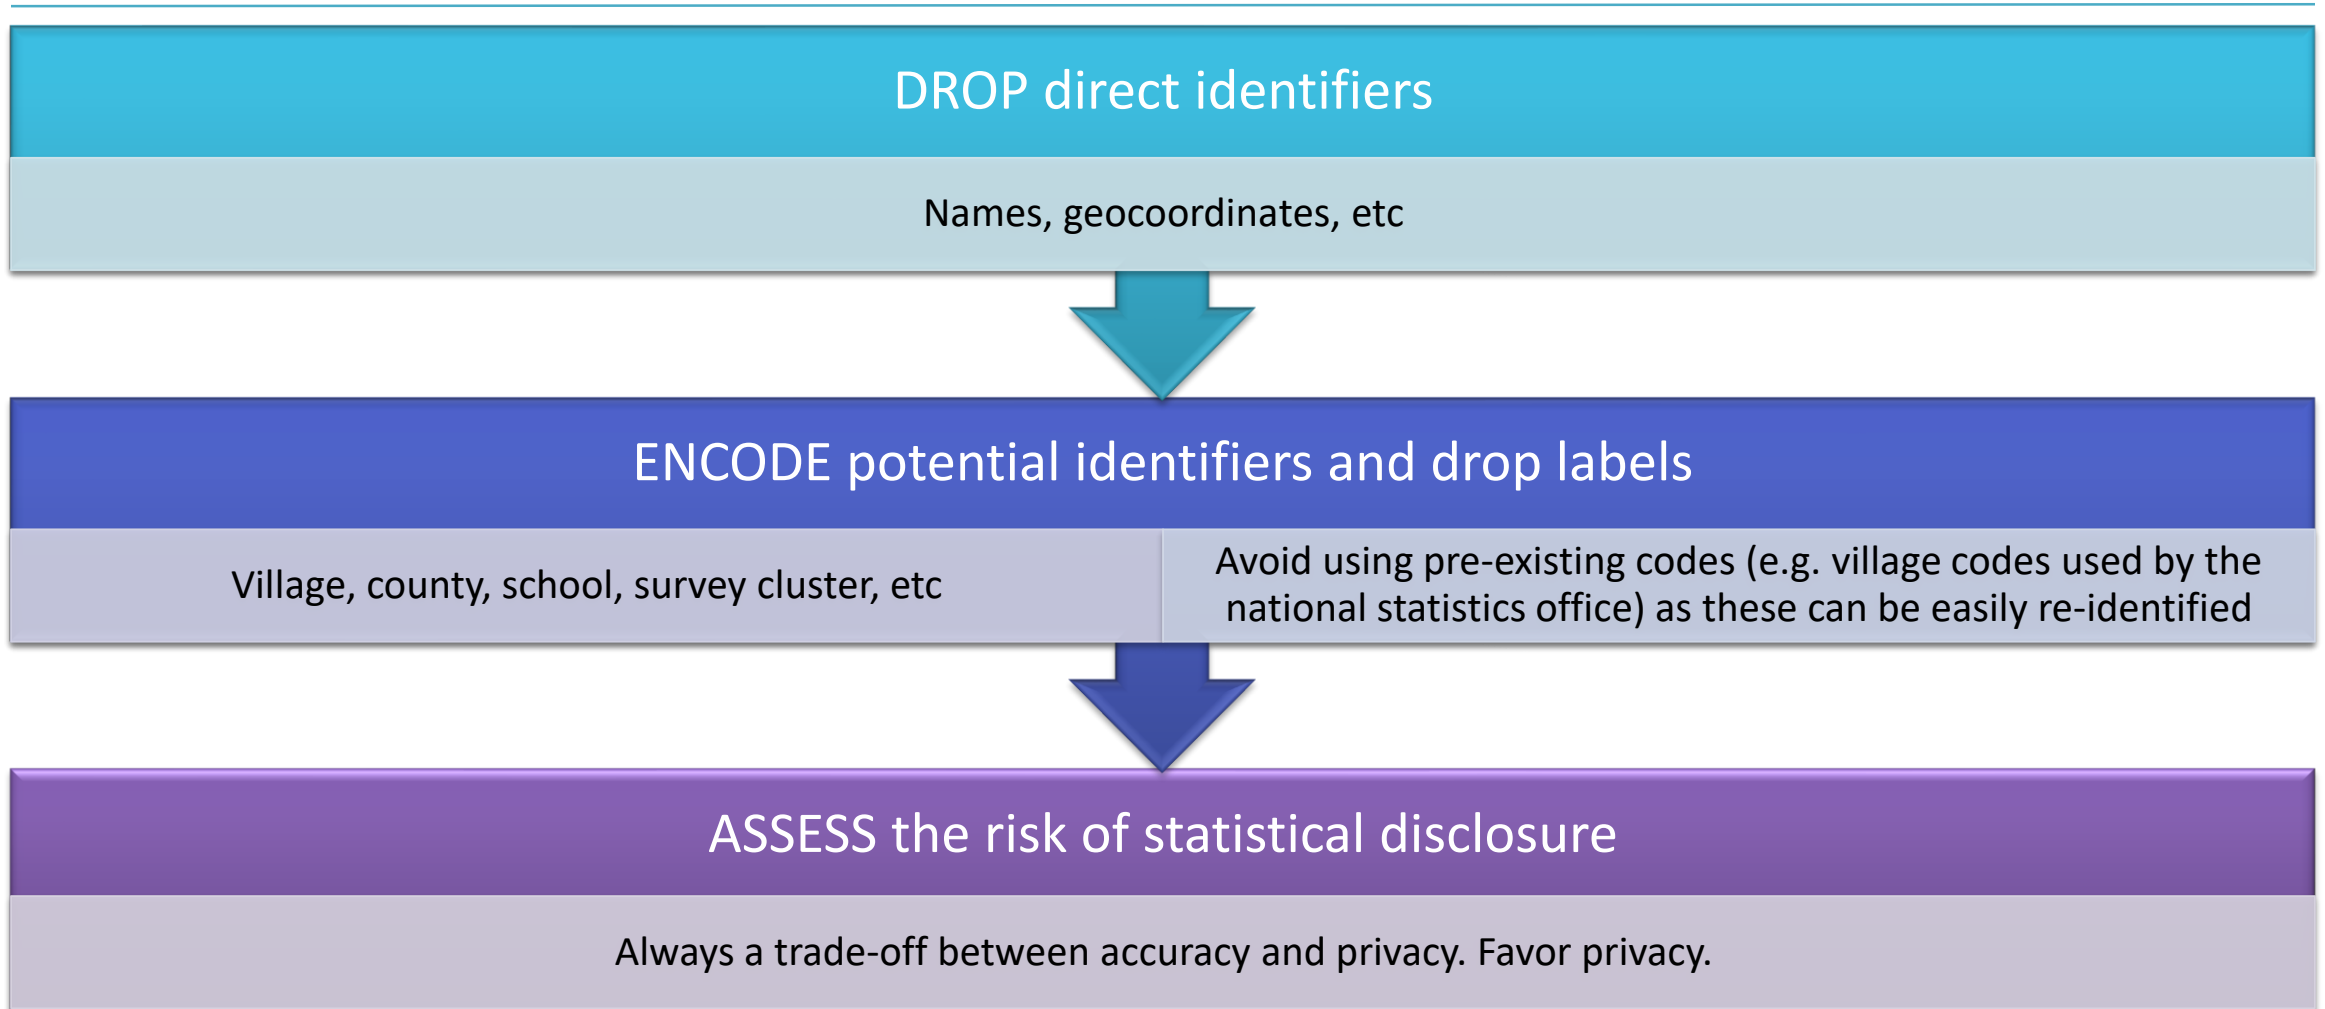 DROP direct identifiers
Names, geocoordinates, etc
ENCODE potential identifiers and drop labels
Village, county, school, survey cluster, etc
Avoid using pre-existing codes (e.g. village codes used by the
national statistics office) as these can be easily re-identified
ASSESS the risk of statistical disclosure
Always a trade-off between accuracy and privacy. Favor privacy.